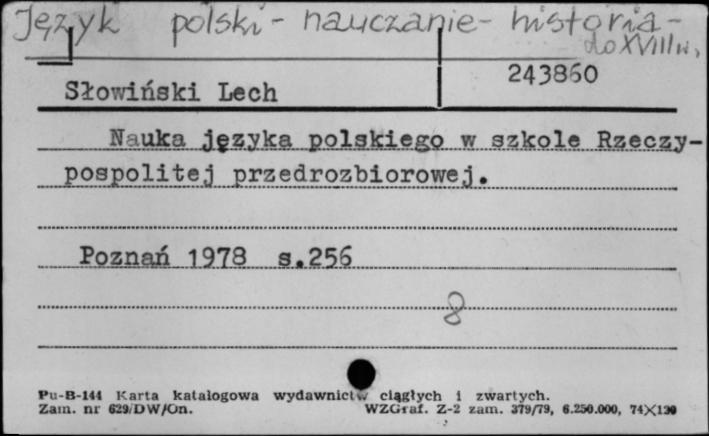 Język polski - nauczanie - historia -
do XVIII w.
243860
Słowiński Lech
Nauka języka polskiego w szkole Rzeczy-
pospolitej przedrozbiorowej.
Poznań 1978 s.256
8
Pu-B-144 Karta katalogowa wydawnictw ciągłych i zwartych.
Zam. nr 629/DW/On. WZGraf. Z-2 zam. 379/79, 6.250.000, 74X120